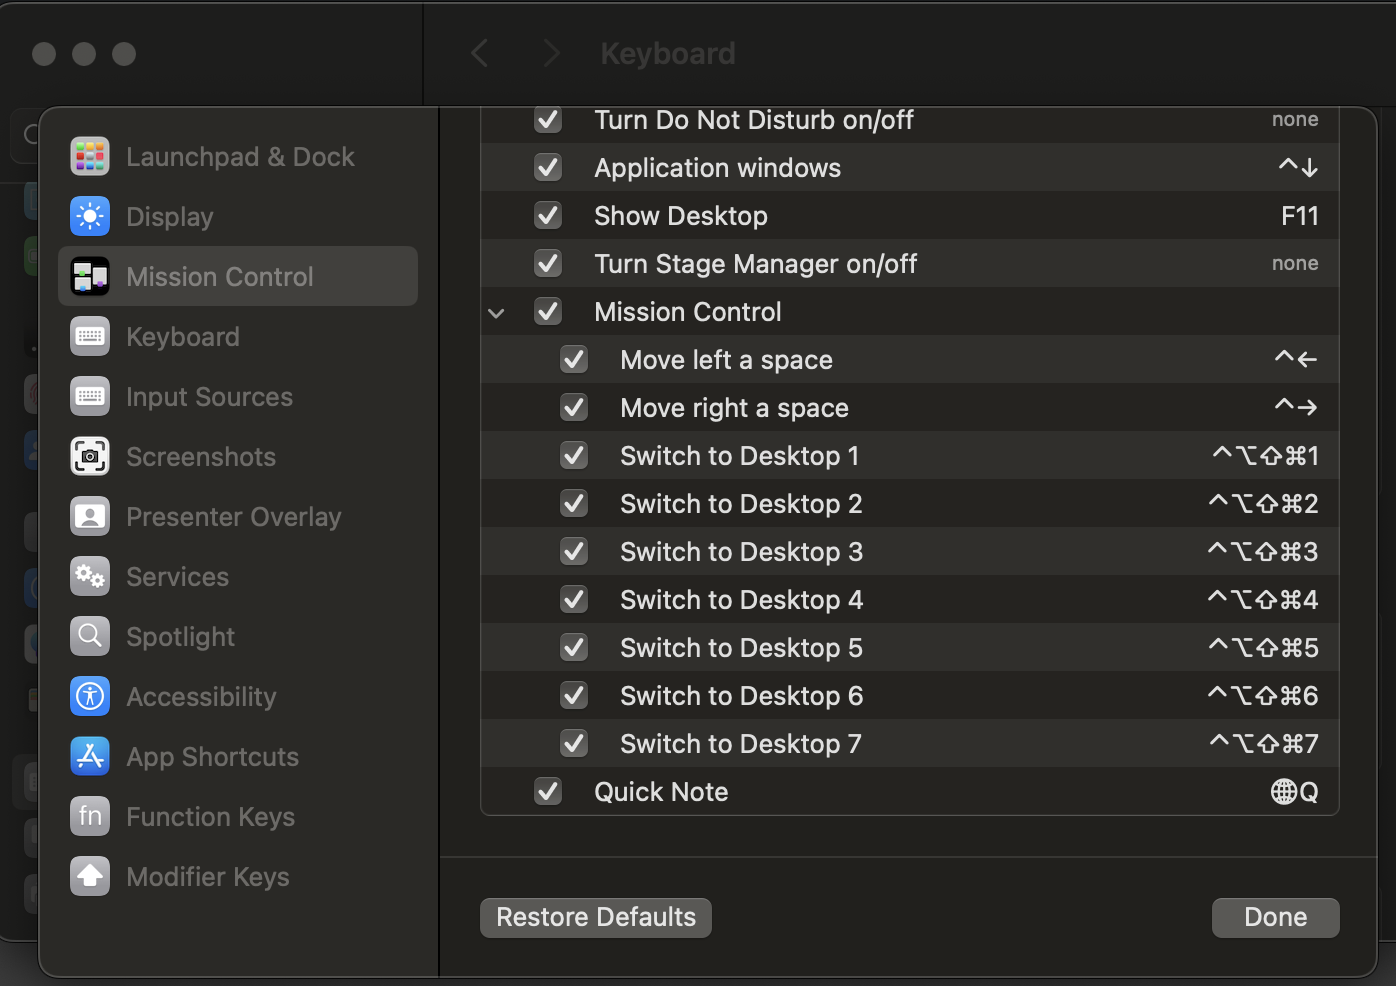 Keyboard
Launchpad & Dock
Display
Mission Control
Keyboard
Input Sources
Screenshots
Presenter Overlay
Services
Spotlight
Accessibility
App Shortcuts
fn Function Keys
Modifier Keys
Turn Do Not Disturb on/off none
Application windows ^↓
Show Desktop F11
Turn Stage Manager on/off none
Mission Control
Move left a space ^←
Move right a space ^→
Switch to Desktop 1 ^⌥⇧⌘1
Switch to Desktop 2 ^⌥⇧⌘2
Switch to Desktop 3 ^⌥⇧⌘3
Switch to Desktop 4 ^⌥⇧⌘4
Switch to Desktop 5 ^⌥⇧⌘5
Switch to Desktop 6 ^⌥⇧⌘6
Switch to Desktop 7 ^⌥⇧⌘7
Quick Note 🌐Q
Restore Defaults
Done